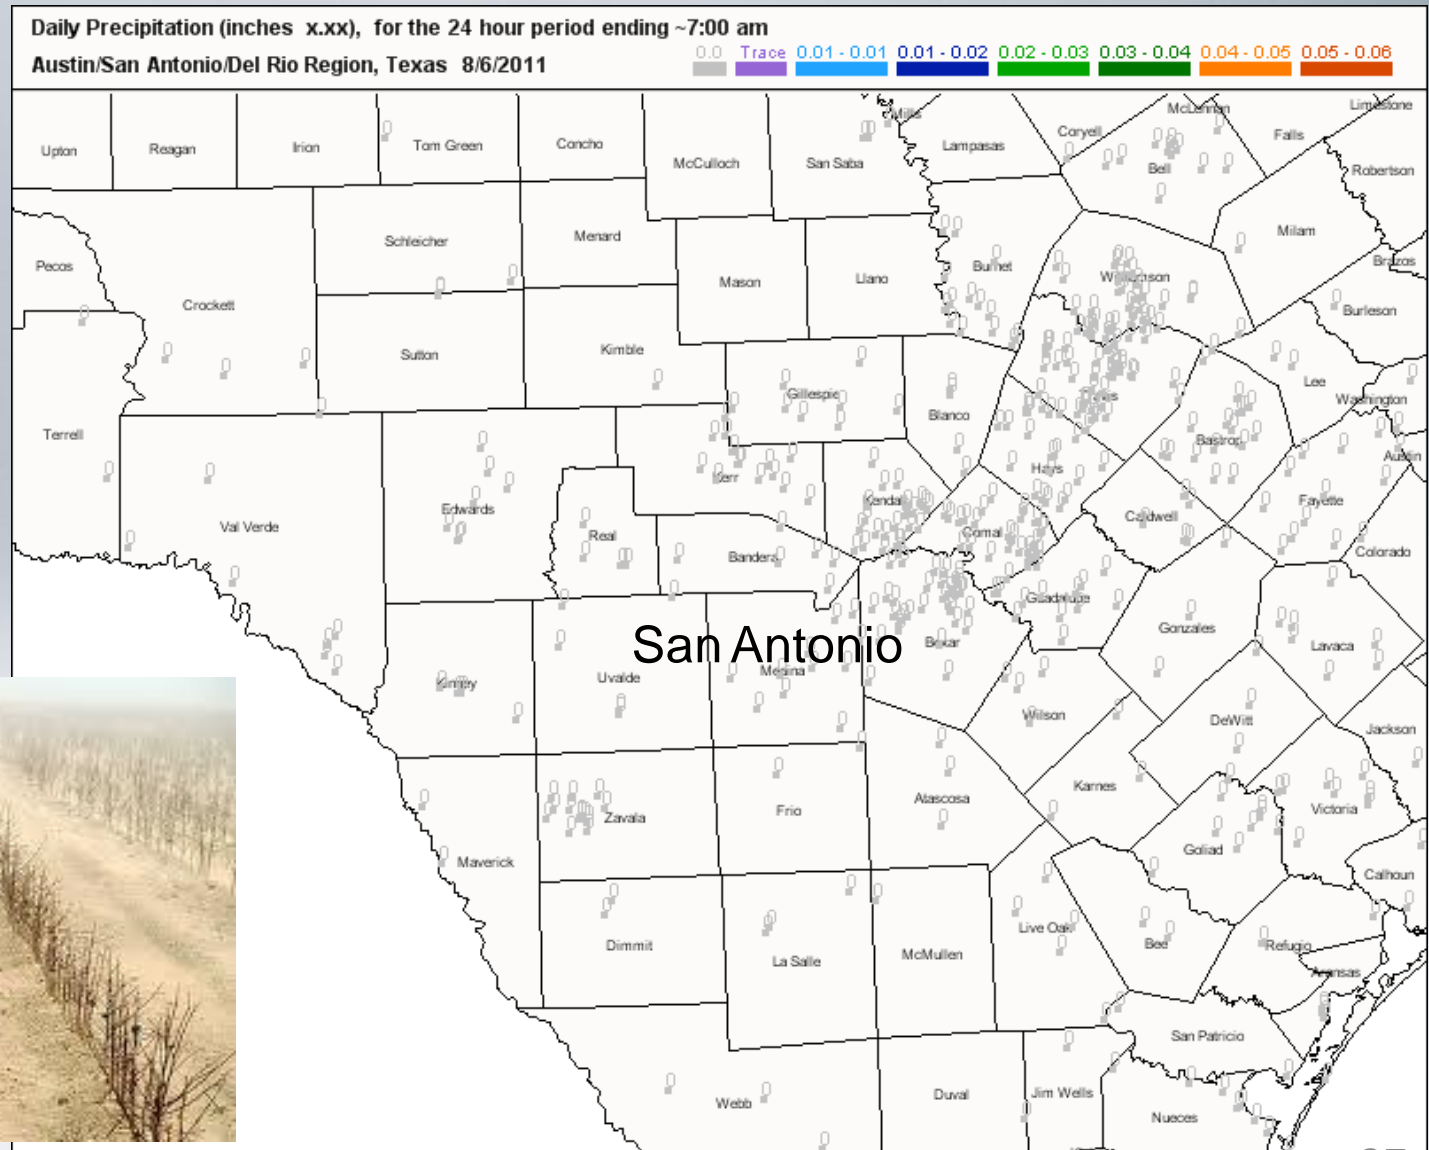 Daily Precipitation (inches x.xx), for the 24 hour period ending ~7:00 am
Austin/San Antonio/Del Rio Region, Texas 8/6/2011
0.0 Trace 0.01 - 0.01 0.01 - 0.02 0.02 - 0.03 0.03 - 0.04 0.04 - 0.05 0.05 - 0.06
Upton Reagan Irion Tom Green Concho McCulloch San Saba Mills Lampasas Coryell McLennan Bell Falls Limestone Robertson
Pecos Crockett Schleicher Menard Mason Llano Burnet Williamson Milam Brazos Burleson
Terrell Sutton Kimble Gillespie Blanco Travis Lee Washington
Val Verde Edwards Real Kerr Kendall Hays Bastrop Austin
Bandera Comal Caldwell Fayette Colorado
San Antonio
Kinney Uvalde Medina Bexar Guadalupe Gonzales Lavaca
Wilson DeWitt Jackson
Maverick Zavala Frio Atascosa Karnes Goliad Victoria Calhoun
Dimmit La Salle McMullen Live Oak Bee Refugio Aransas
San Patricio
Webb Duval Jim Wells Nueces